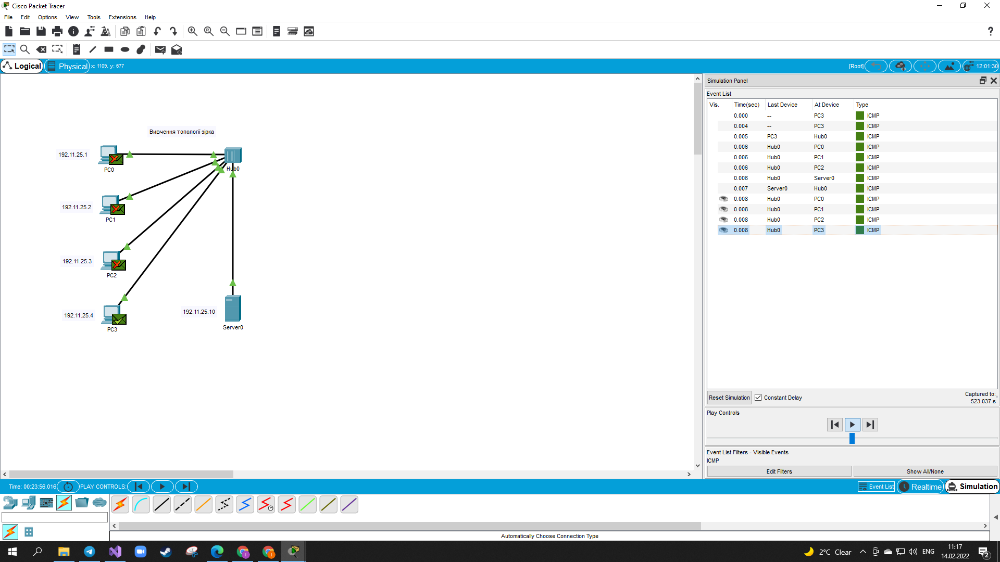 Cisco Packet Tracer
File Edit Options View Tools Extensions Help
Logical Physical x: 1109, y: 677 [Root] 12:01:30
Вивчення топології зірка
192.11.25.1
PC0
Hub0
192.11.25.2
PC1
192.11.25.3
PC2
192.11.25.4
PC3
192.11.25.10
Server0
Simulation Panel
Event List
Vis. Time(sec) Last Device At Device Type
0.000 -- PC3 ICMP
0.004 -- PC3 ICMP
0.005 PC3 Hub0 ICMP
0.006 Hub0 PC0 ICMP
0.006 Hub0 PC1 ICMP
0.006 Hub0 PC2 ICMP
0.006 Hub0 Server0 ICMP
0.007 Server0 Hub0 ICMP
0.008 Hub0 PC0 ICMP
0.008 Hub0 PC1 ICMP
0.008 Hub0 PC2 ICMP
0.008 Hub0 PC3 ICMP
Reset Simulation Constant Delay
Captured to:
523.037 s
Play Controls
Event List Filters - Visible Events
ICMP
Edit Filters Show All/None
Time: 00:23:56.016 PLAY CONTROLS: Event List Realtime Simulation
Automatically Choose Connection Type
2°C Clear ENG
11:17
14.02.2022
2